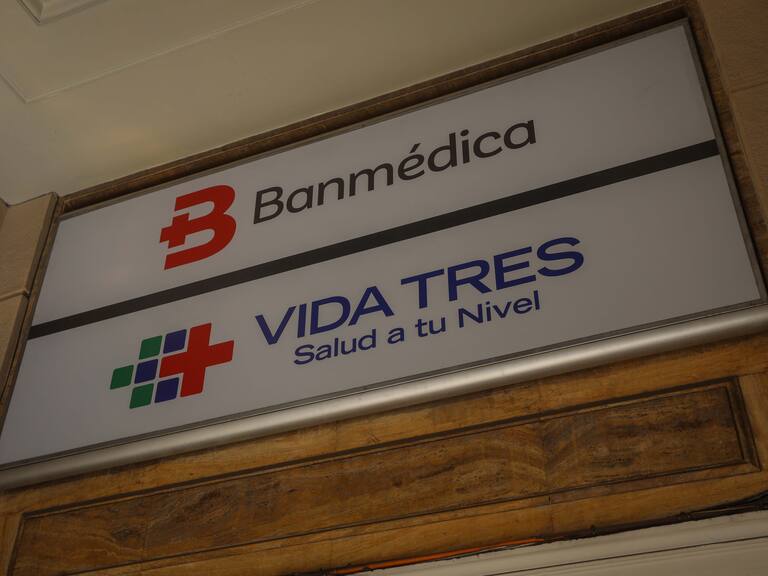 Banmédica
VIDA TRES
Salud a tu Nivel